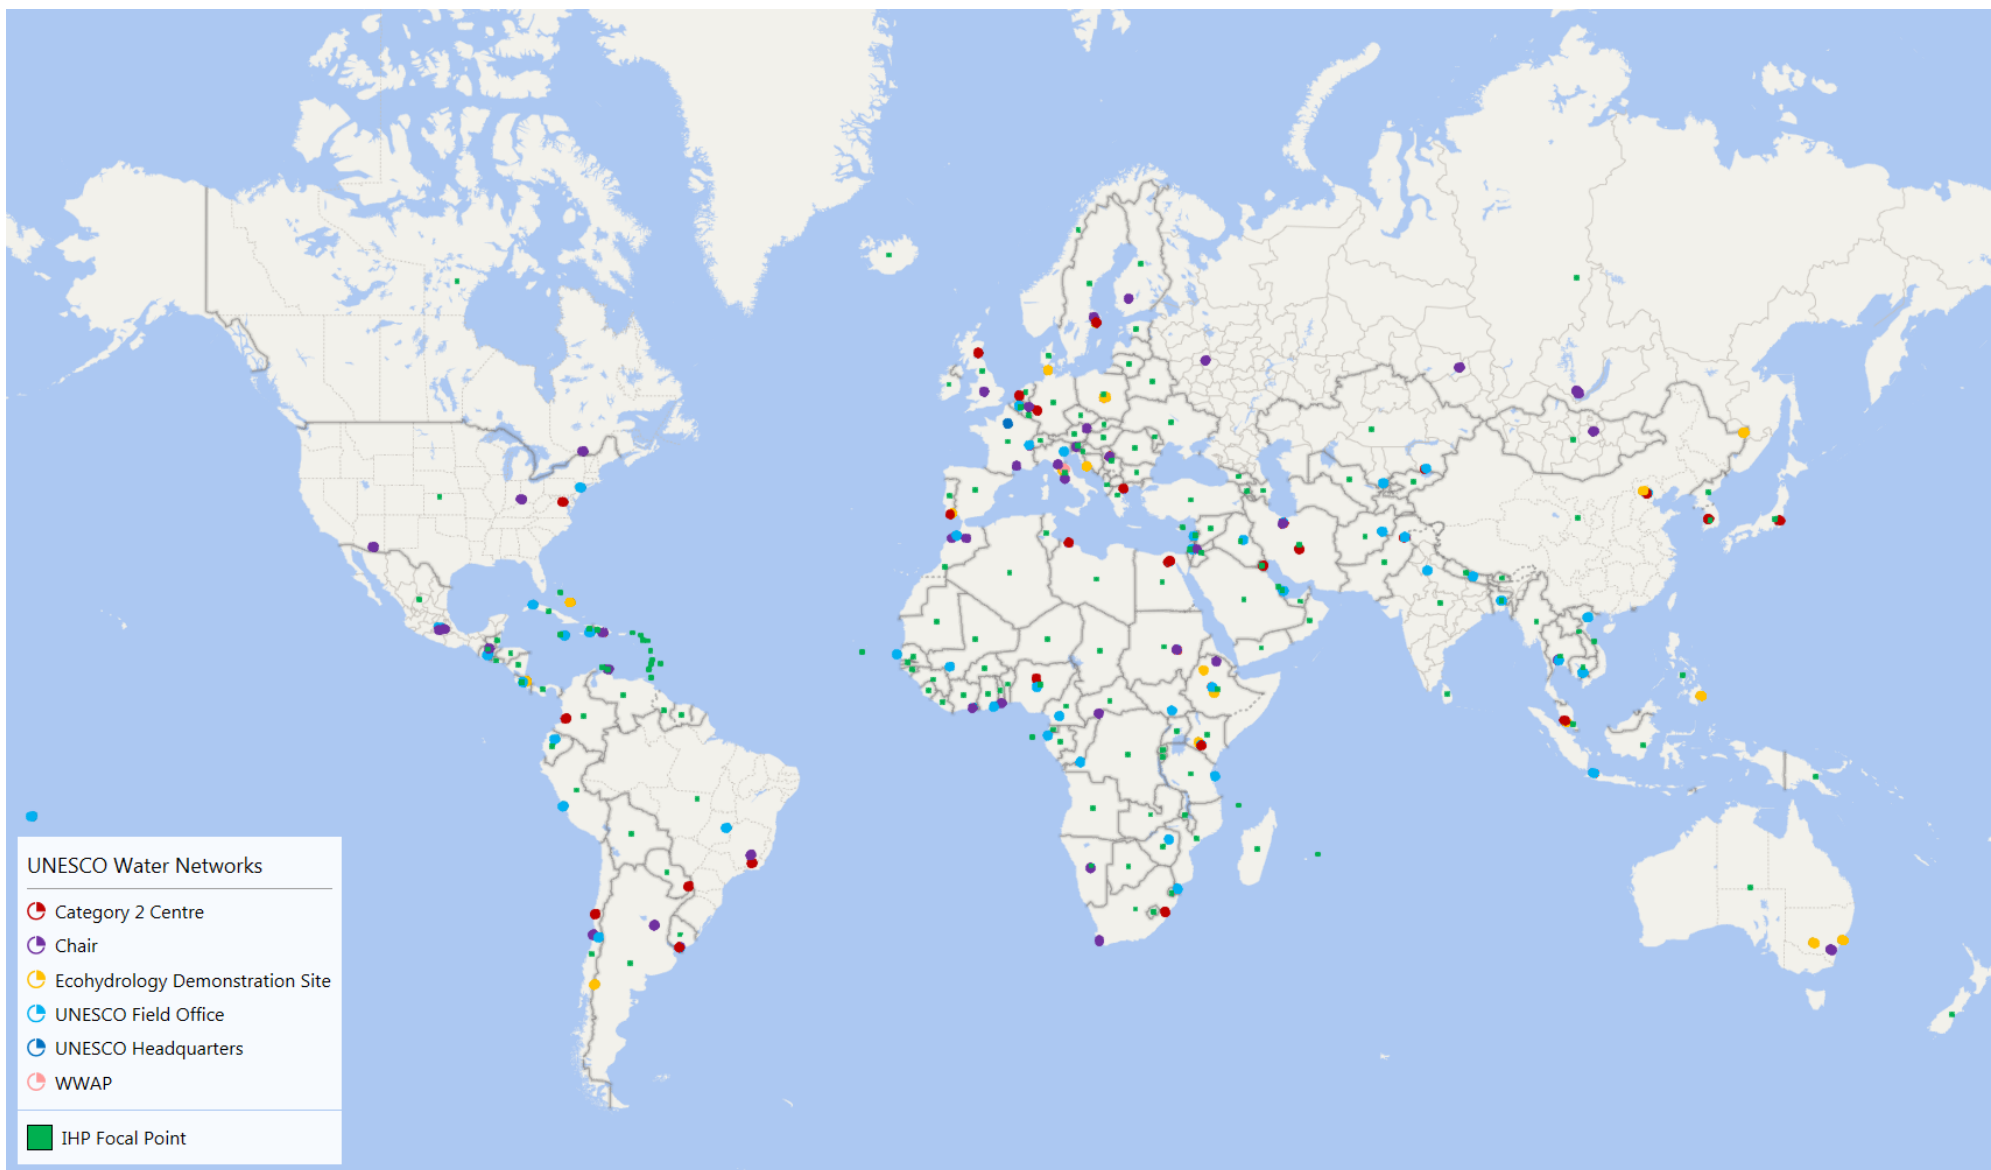 UNESCO Water Networks
Category 2 Centre
Chair
Ecohydrology Demonstration Site
UNESCO Field Office
UNESCO Headquarters
WWAP
IHP Focal Point